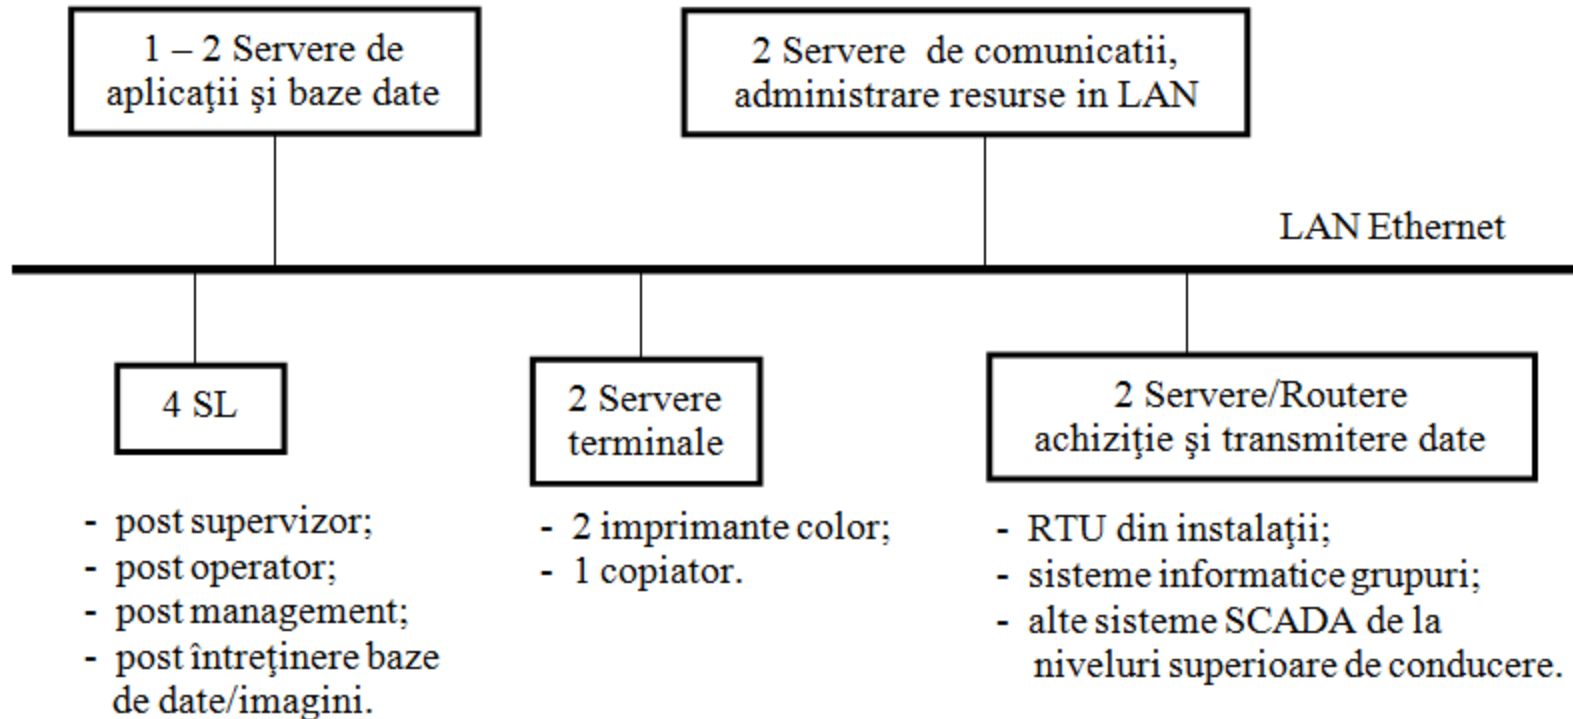 1 – 2 Servere de
aplicaţii şi baze date
2 Servere de comunicatii,
administrare resurse in LAN
LAN Ethernet
4 SL
- post supervizor;
- post operator;
- post management;
- post întreţinere baze
de date/imagini.
2 Servere
terminale
- 2 imprimante color;
- 1 copiator.
2 Servere/Routere
achiziţie şi transmitere date
- RTU din instalaţii;
- sisteme informatice grupuri;
- alte sisteme SCADA de la
niveluri superioare de conducere.